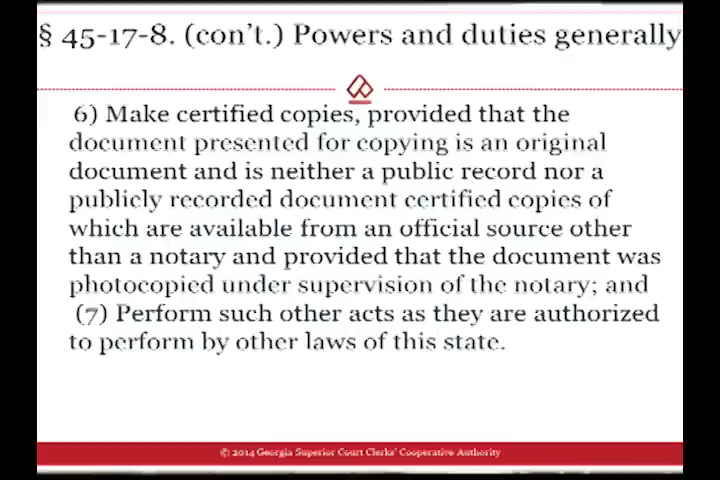 § 45-17-8. (con't.) Powers and duties generally
6) Make certified copies, provided that the
document presented for copying is an original
document and is neither a public record nor a
publicly recorded document certified copies of
which are available from an official source other
than a notary and provided that the document was
photocopied under supervision of the notary; and
(7) Perform such other acts as they are authorized
to perform by other laws of this state.
© 2014 Georgia Superior Court Clerks' Cooperative Authority